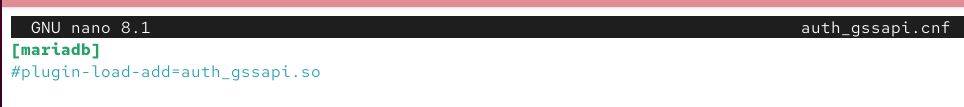 GNU nano 8.1 auth_gssapi.cnf
[mariadb]
#plugin-load-add=auth_gssapi.so